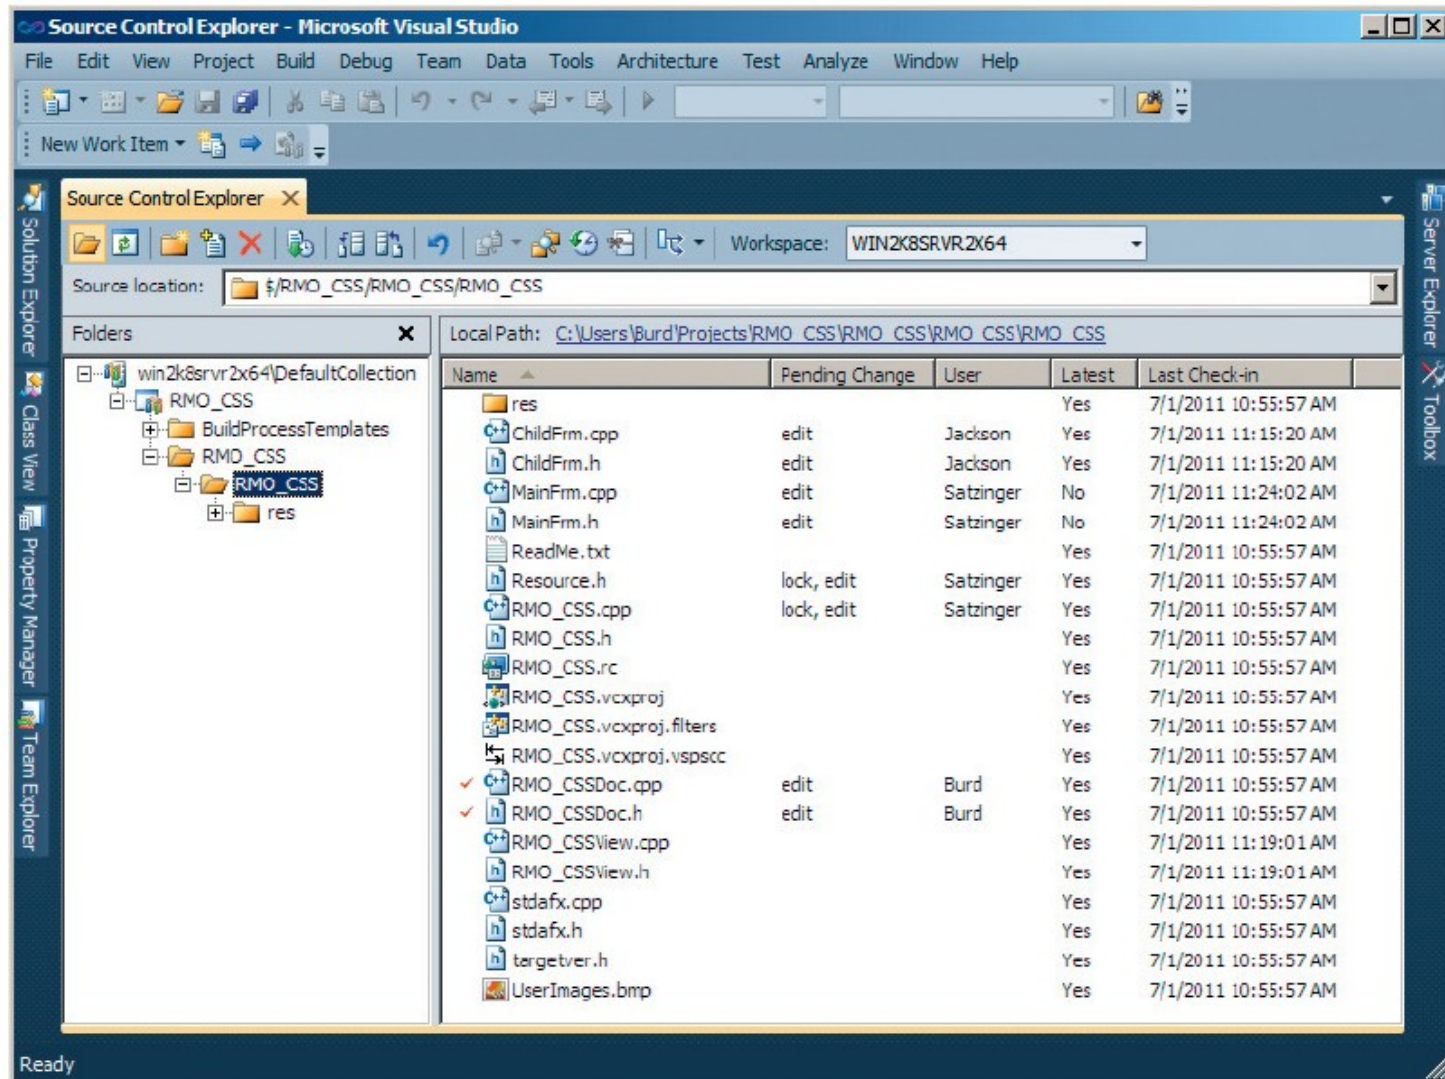 Source Control Explorer - Microsoft Visual Studio
File Edit View Project Build Debug Team Data Tools Architecture Test Analyze Window Help
New Work Item
Source Control Explorer
Workspace: WIN2K8SRVR2X64
Source location: $/RMO_CSS/RMO_CSS/RMO_CSS
Folders
Local Path: C:\Users\Burd\Projects\RMO_CSS\RMO_CSS\RMO_CSS\RMO_CSS
win2k8srvr2x64\DefaultCollection
RMO_CSS
BuildProcessTemplates
RMO_CSS
RMO_CSS
res
Name Pending Change User Latest Last Check-in
res Yes 7/1/2011 10:55:57 AM
ChildFrm.cpp edit Jackson Yes 7/1/2011 11:15:20 AM
ChildFrm.h edit Jackson Yes 7/1/2011 11:15:20 AM
MainFrm.cpp edit Satzinger No 7/1/2011 11:24:02 AM
MainFrm.h edit Satzinger No 7/1/2011 11:24:02 AM
ReadMe.txt Yes 7/1/2011 10:55:57 AM
Resource.h lock, edit Satzinger Yes 7/1/2011 10:55:57 AM
RMO_CSS.cpp lock, edit Satzinger Yes 7/1/2011 10:55:57 AM
RMO_CSS.h Yes 7/1/2011 10:55:57 AM
RMO_CSS.rc Yes 7/1/2011 10:55:57 AM
RMO_CSS.vcxproj Yes 7/1/2011 10:55:57 AM
RMO_CSS.vcxproj.filters Yes 7/1/2011 10:55:57 AM
RMO_CSS.vcxproj.vspscc Yes 7/1/2011 10:55:57 AM
RMO_CSSDoc.cpp edit Burd Yes 7/1/2011 10:55:57 AM
RMO_CSSDoc.h edit Burd Yes 7/1/2011 10:55:57 AM
RMO_CSSView.cpp Yes 7/1/2011 11:19:01 AM
RMO_CSSView.h Yes 7/1/2011 11:19:01 AM
stdafx.cpp Yes 7/1/2011 10:55:57 AM
stdafx.h Yes 7/1/2011 10:55:57 AM
targetver.h Yes 7/1/2011 10:55:57 AM
UserImages.bmp Yes 7/1/2011 10:55:57 AM
Solution Explorer
Class View
Property Manager
Team Explorer
Server Explorer
Toolbox
Ready